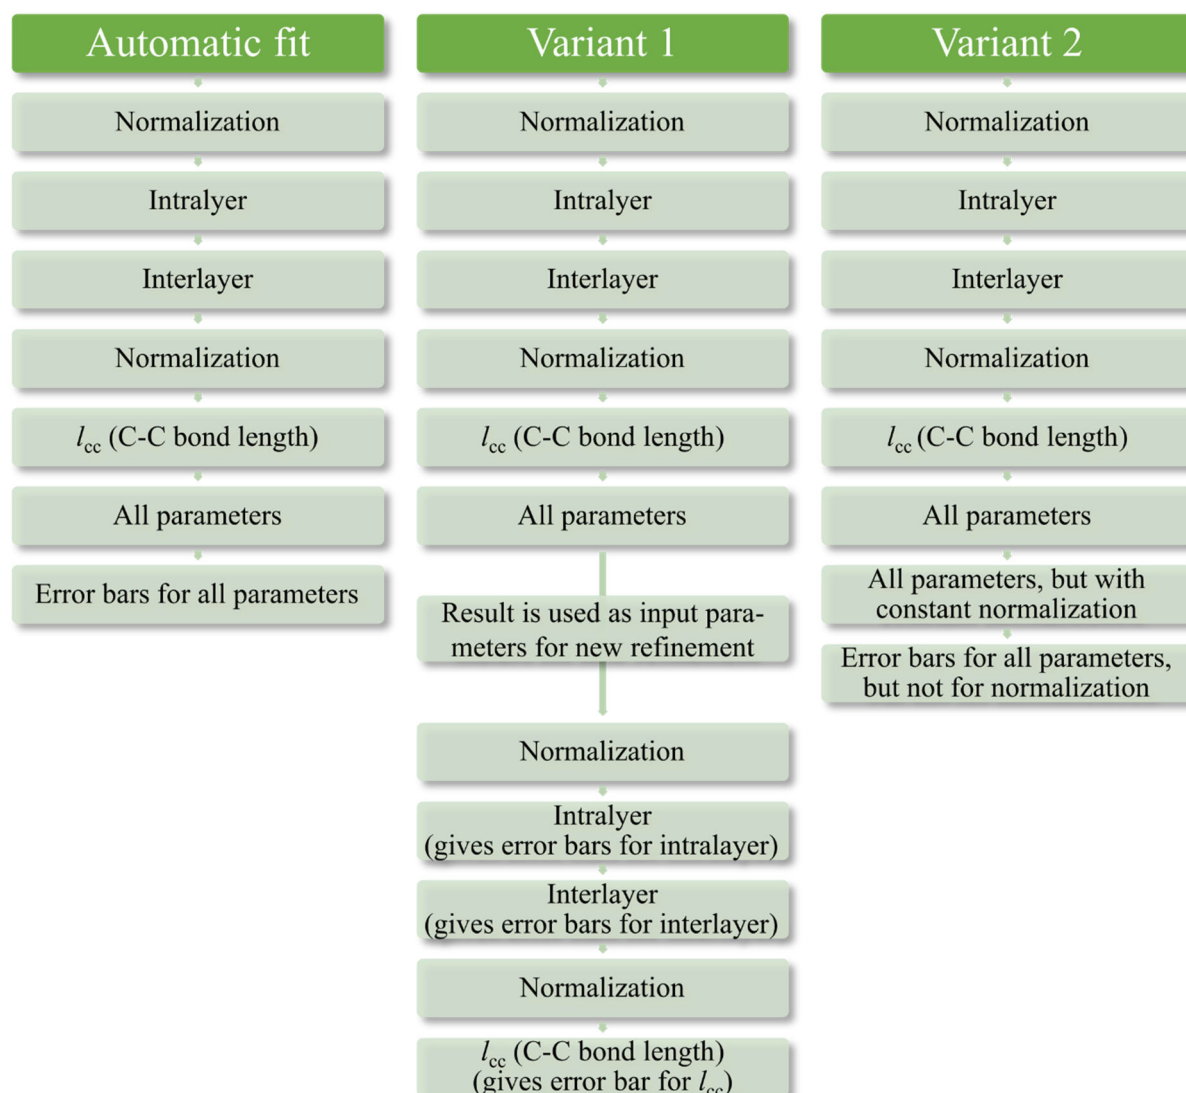 Automatic fit
Normalization
Intralyer
Interlayer
Normalization
lcc (C-C bond length)
All parameters
Error bars for all parameters
Variant 1
Normalization
Intralyer
Interlayer
Normalization
lcc (C-C bond length)
All parameters
Result is used as input para-
meters for new refinement
Normalization
Intralyer
(gives error bars for intralayer)
Interlayer
(gives error bars for interlayer)
Normalization
lcc (C-C bond length)
(gives error bar for lcc)
Variant 2
Normalization
Intralyer
Interlayer
Normalization
lcc (C-C bond length)
All parameters
All parameters, but with
constant normalization
Error bars for all parameters,
but not for normalization